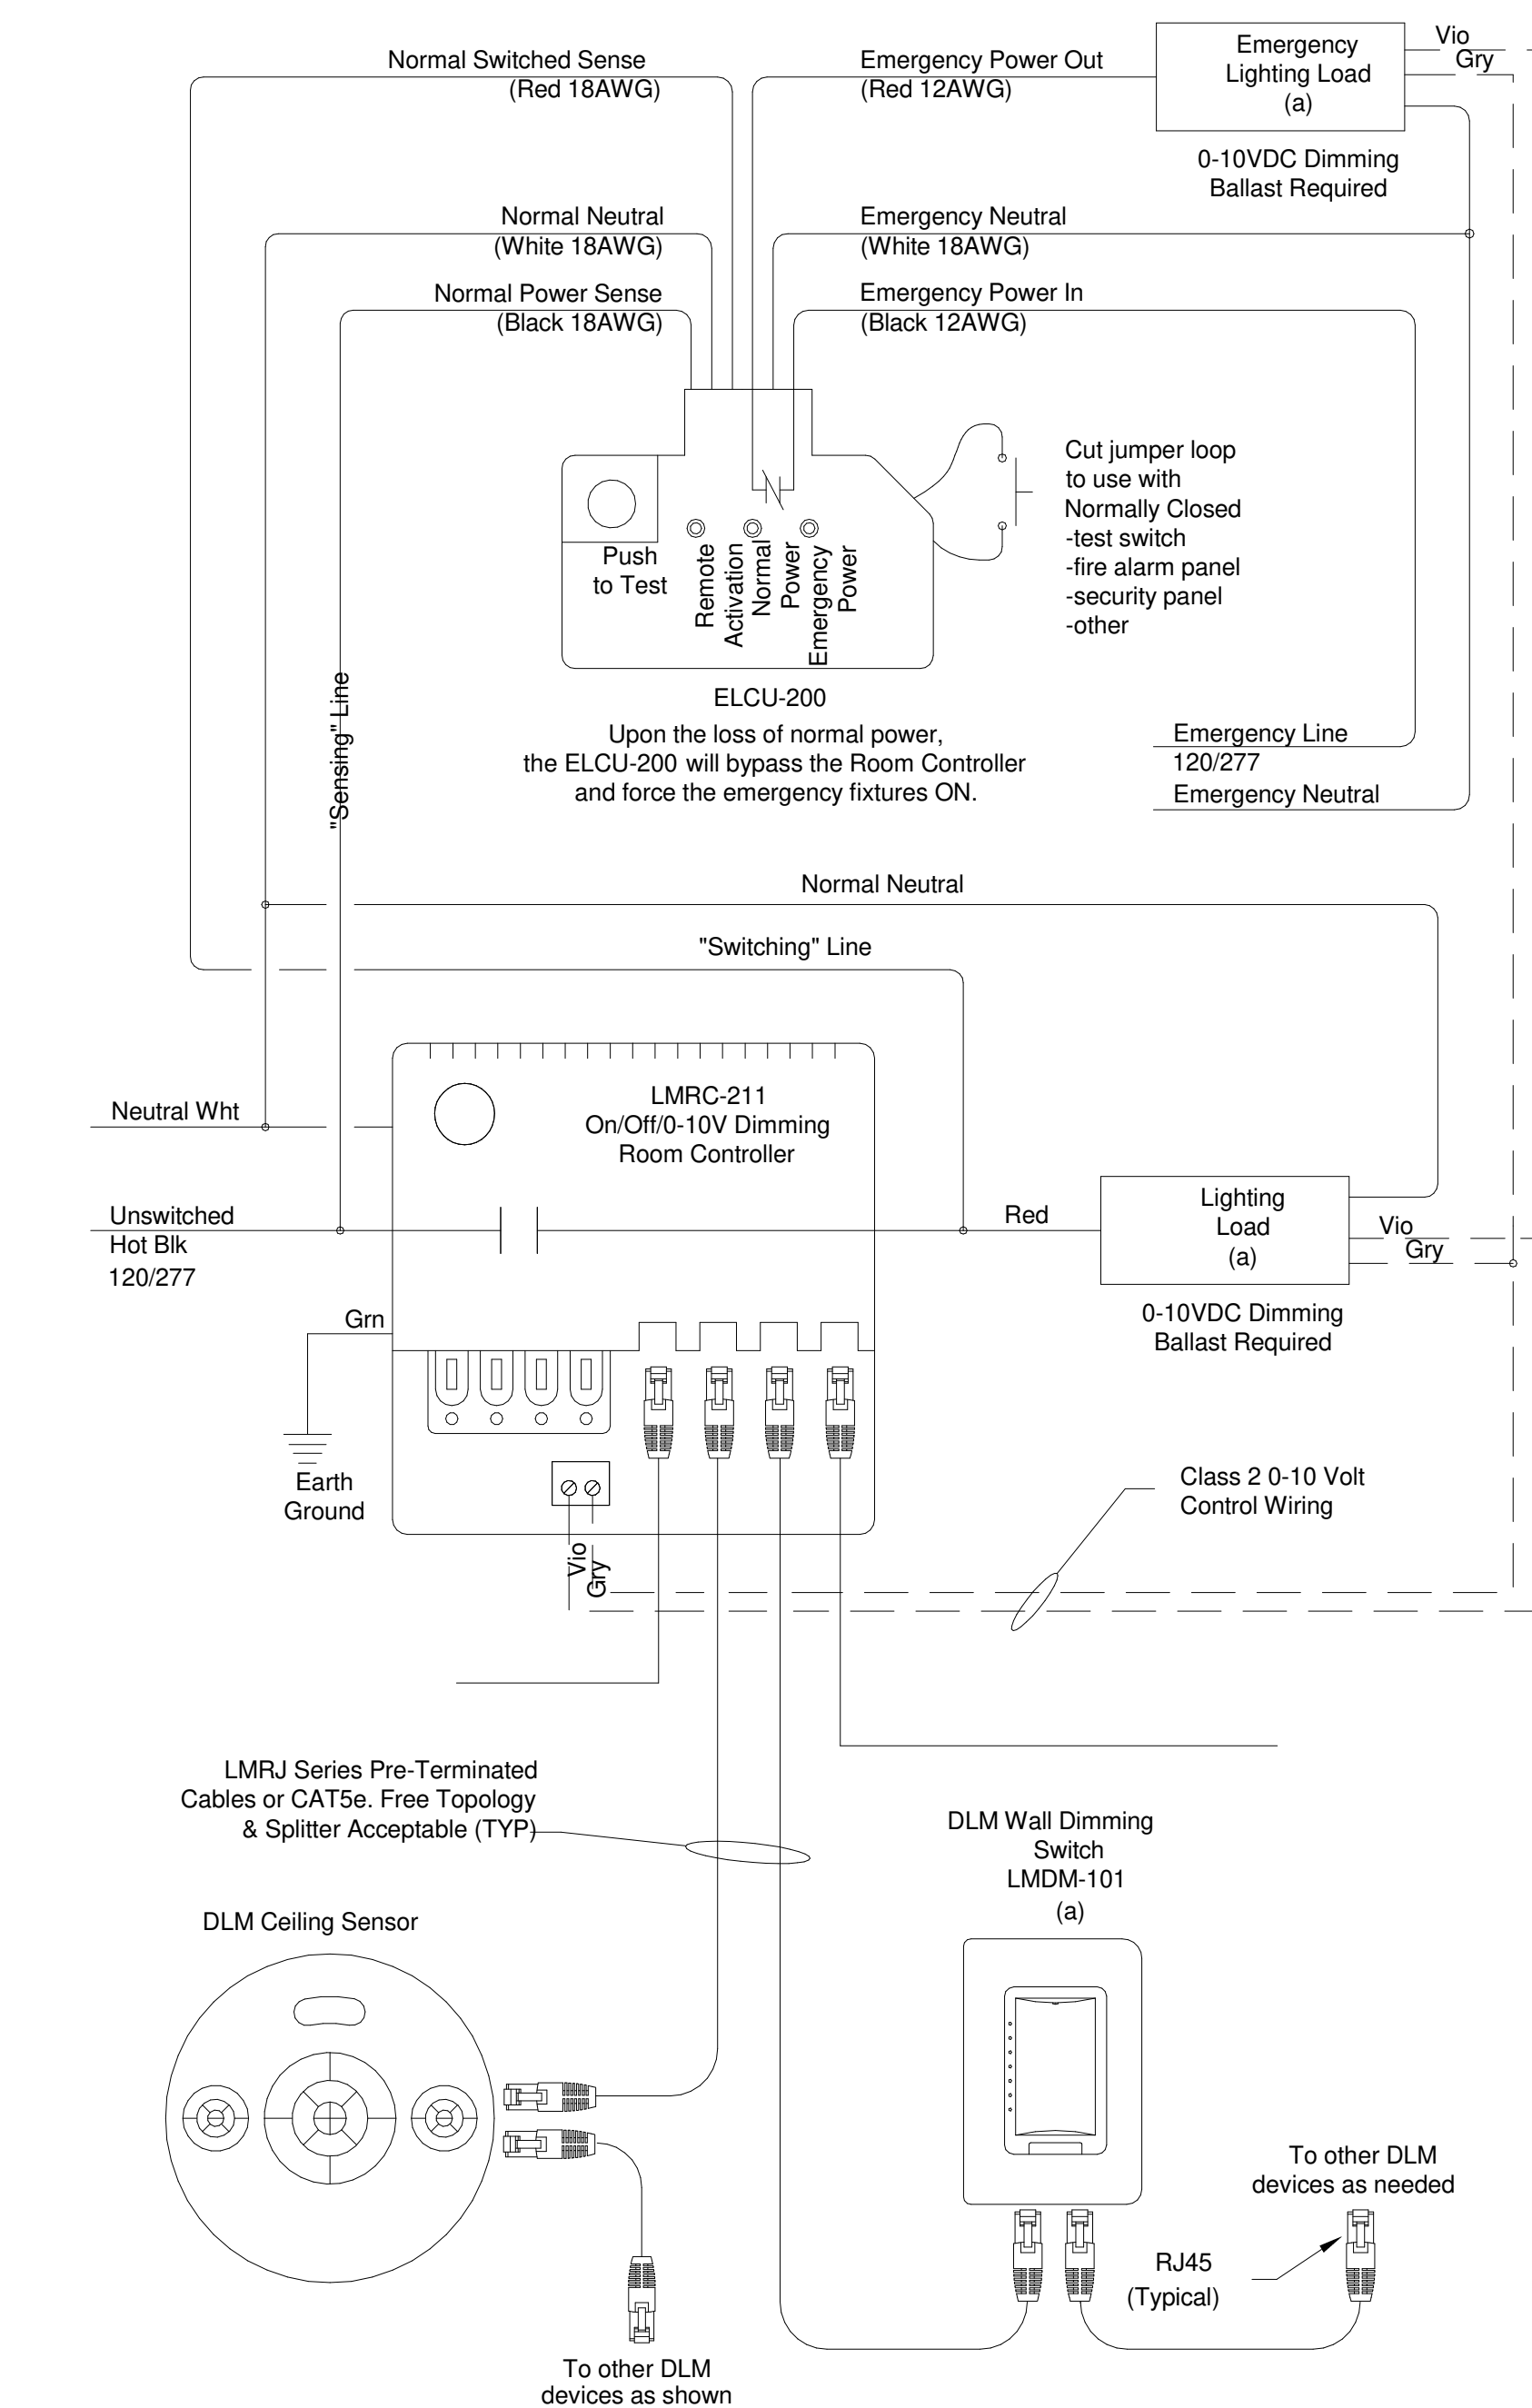 Normal Switched Sense
(Red 18AWG)
Emergency Power Out
(Red 12AWG)
Emergency
Lighting Load
(a)
Vio
Gry
0-10VDC Dimming
Ballast Required
Normal Neutral
(White 18AWG)
Emergency Neutral
(White 18AWG)
Normal Power Sense
(Black 18AWG)
Emergency Power In
(Black 12AWG)
Cut jumper loop
to use with
Normally Closed
-test switch
-fire alarm panel
-security panel
-other
Push
to Test
Remote
Activation
Normal
Power
Emergency
Power
ELCU-200
Upon the loss of normal power,
the ELCU-200 will bypass the Room Controller
and force the emergency fixtures ON.
"Sensing" Line
Emergency Line
120/277
Emergency Neutral
Normal Neutral
"Switching" Line
LMRC-211
On/Off/0-10V Dimming
Room Controller
Neutral Wht
Unswitched
Hot Blk
120/277
Red
Lighting
Load
(a)
Vio
Gry
0-10VDC Dimming
Ballast Required
Grn
Earth
Ground
Vio
Gry
Class 2 0-10 Volt
Control Wiring
LMRJ Series Pre-Terminated
Cables or CAT5e. Free Topology
& Splitter Acceptable (TYP)
DLM Wall Dimming
Switch
LMDM-101
(a)
DLM Ceiling Sensor
To other DLM
devices as needed
RJ45
(Typical)
To other DLM
devices as shown